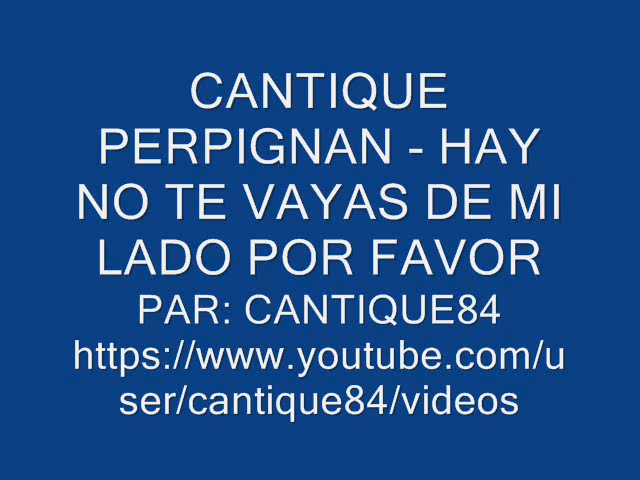 CANTIQUE
PERPIGNAN - HAY
NO TE VAYAS DE MI
LADO POR FAVOR
PAR: CANTIQUE84
https://www.youtube.com/u
ser/cantique84/videos